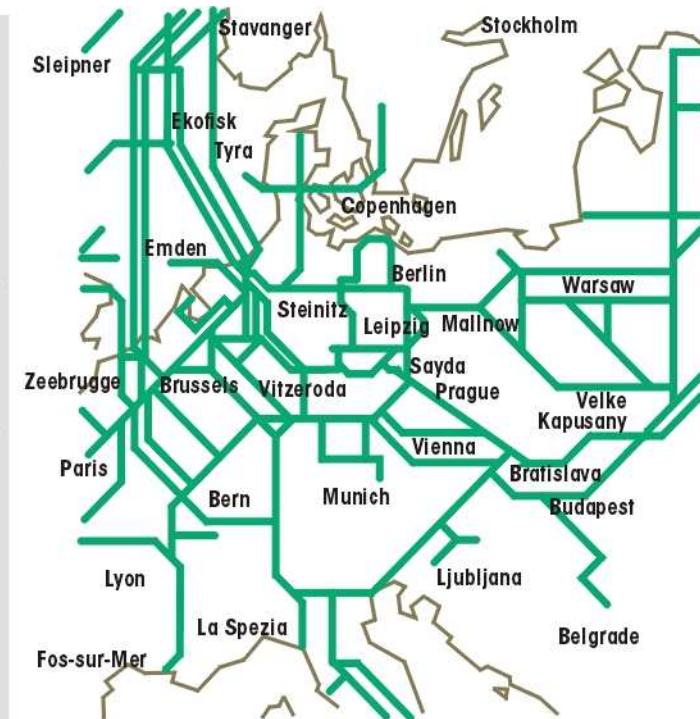 Stavanger
Stockholm
Sleipner
Ekofisk
Tyra
Copenhagen
Emden
Berlin
Warsaw
Steinitz
Leipzig
Mallnow
Sayda
Zeebrugge
Brussels
Vitzeroda
Prague
Velke
Kapusany
Vienna
Paris
Bratislava
Bern
Munich
Budapest
Lyon
Ljubljana
La Spezia
Belgrade
Fos-sur-Mer